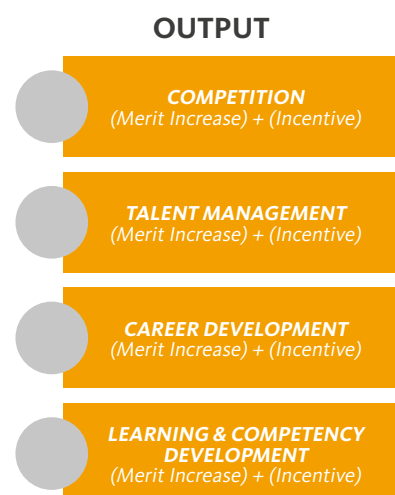 OUTPUT
COMPETITION
(Merit Increase) + (Incentive)
TALENT MANAGEMENT
(Merit Increase) + (Incentive)
CAREER DEVELOPMENT
(Merit Increase) + (Incentive)
LEARNING & COMPETENCY
DEVELOPMENT
(Merit Increase) + (Incentive)